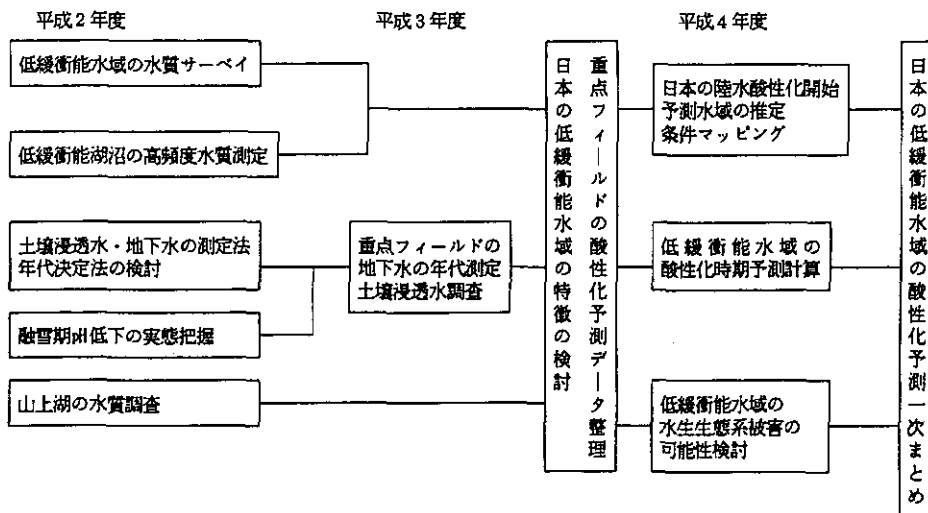 平成2年度
平成3年度
平成4年度
低緩衝能水域の水質サーベイ
低緩衝能湖沼の高頻度水質測定
土壌浸透水・地下水の測定法
年代決定法の検討
融雪期pH低下の実態把握
山上湖の水質調査
重点フィールドの
地下水の年代測定
土壌浸透水調査
重点フィールドの酸性化予測データ整理
日本の低緩衝能水域の特徴の検討
日本の陸水酸性化開始
予測水域の推定
条件マッピング
低緩衝能水域の
酸性化時期予測計算
低緩衝能水域の
水生生態系被害の
可能性検討
日本の低緩衝能水域の酸性化予測一次まとめ